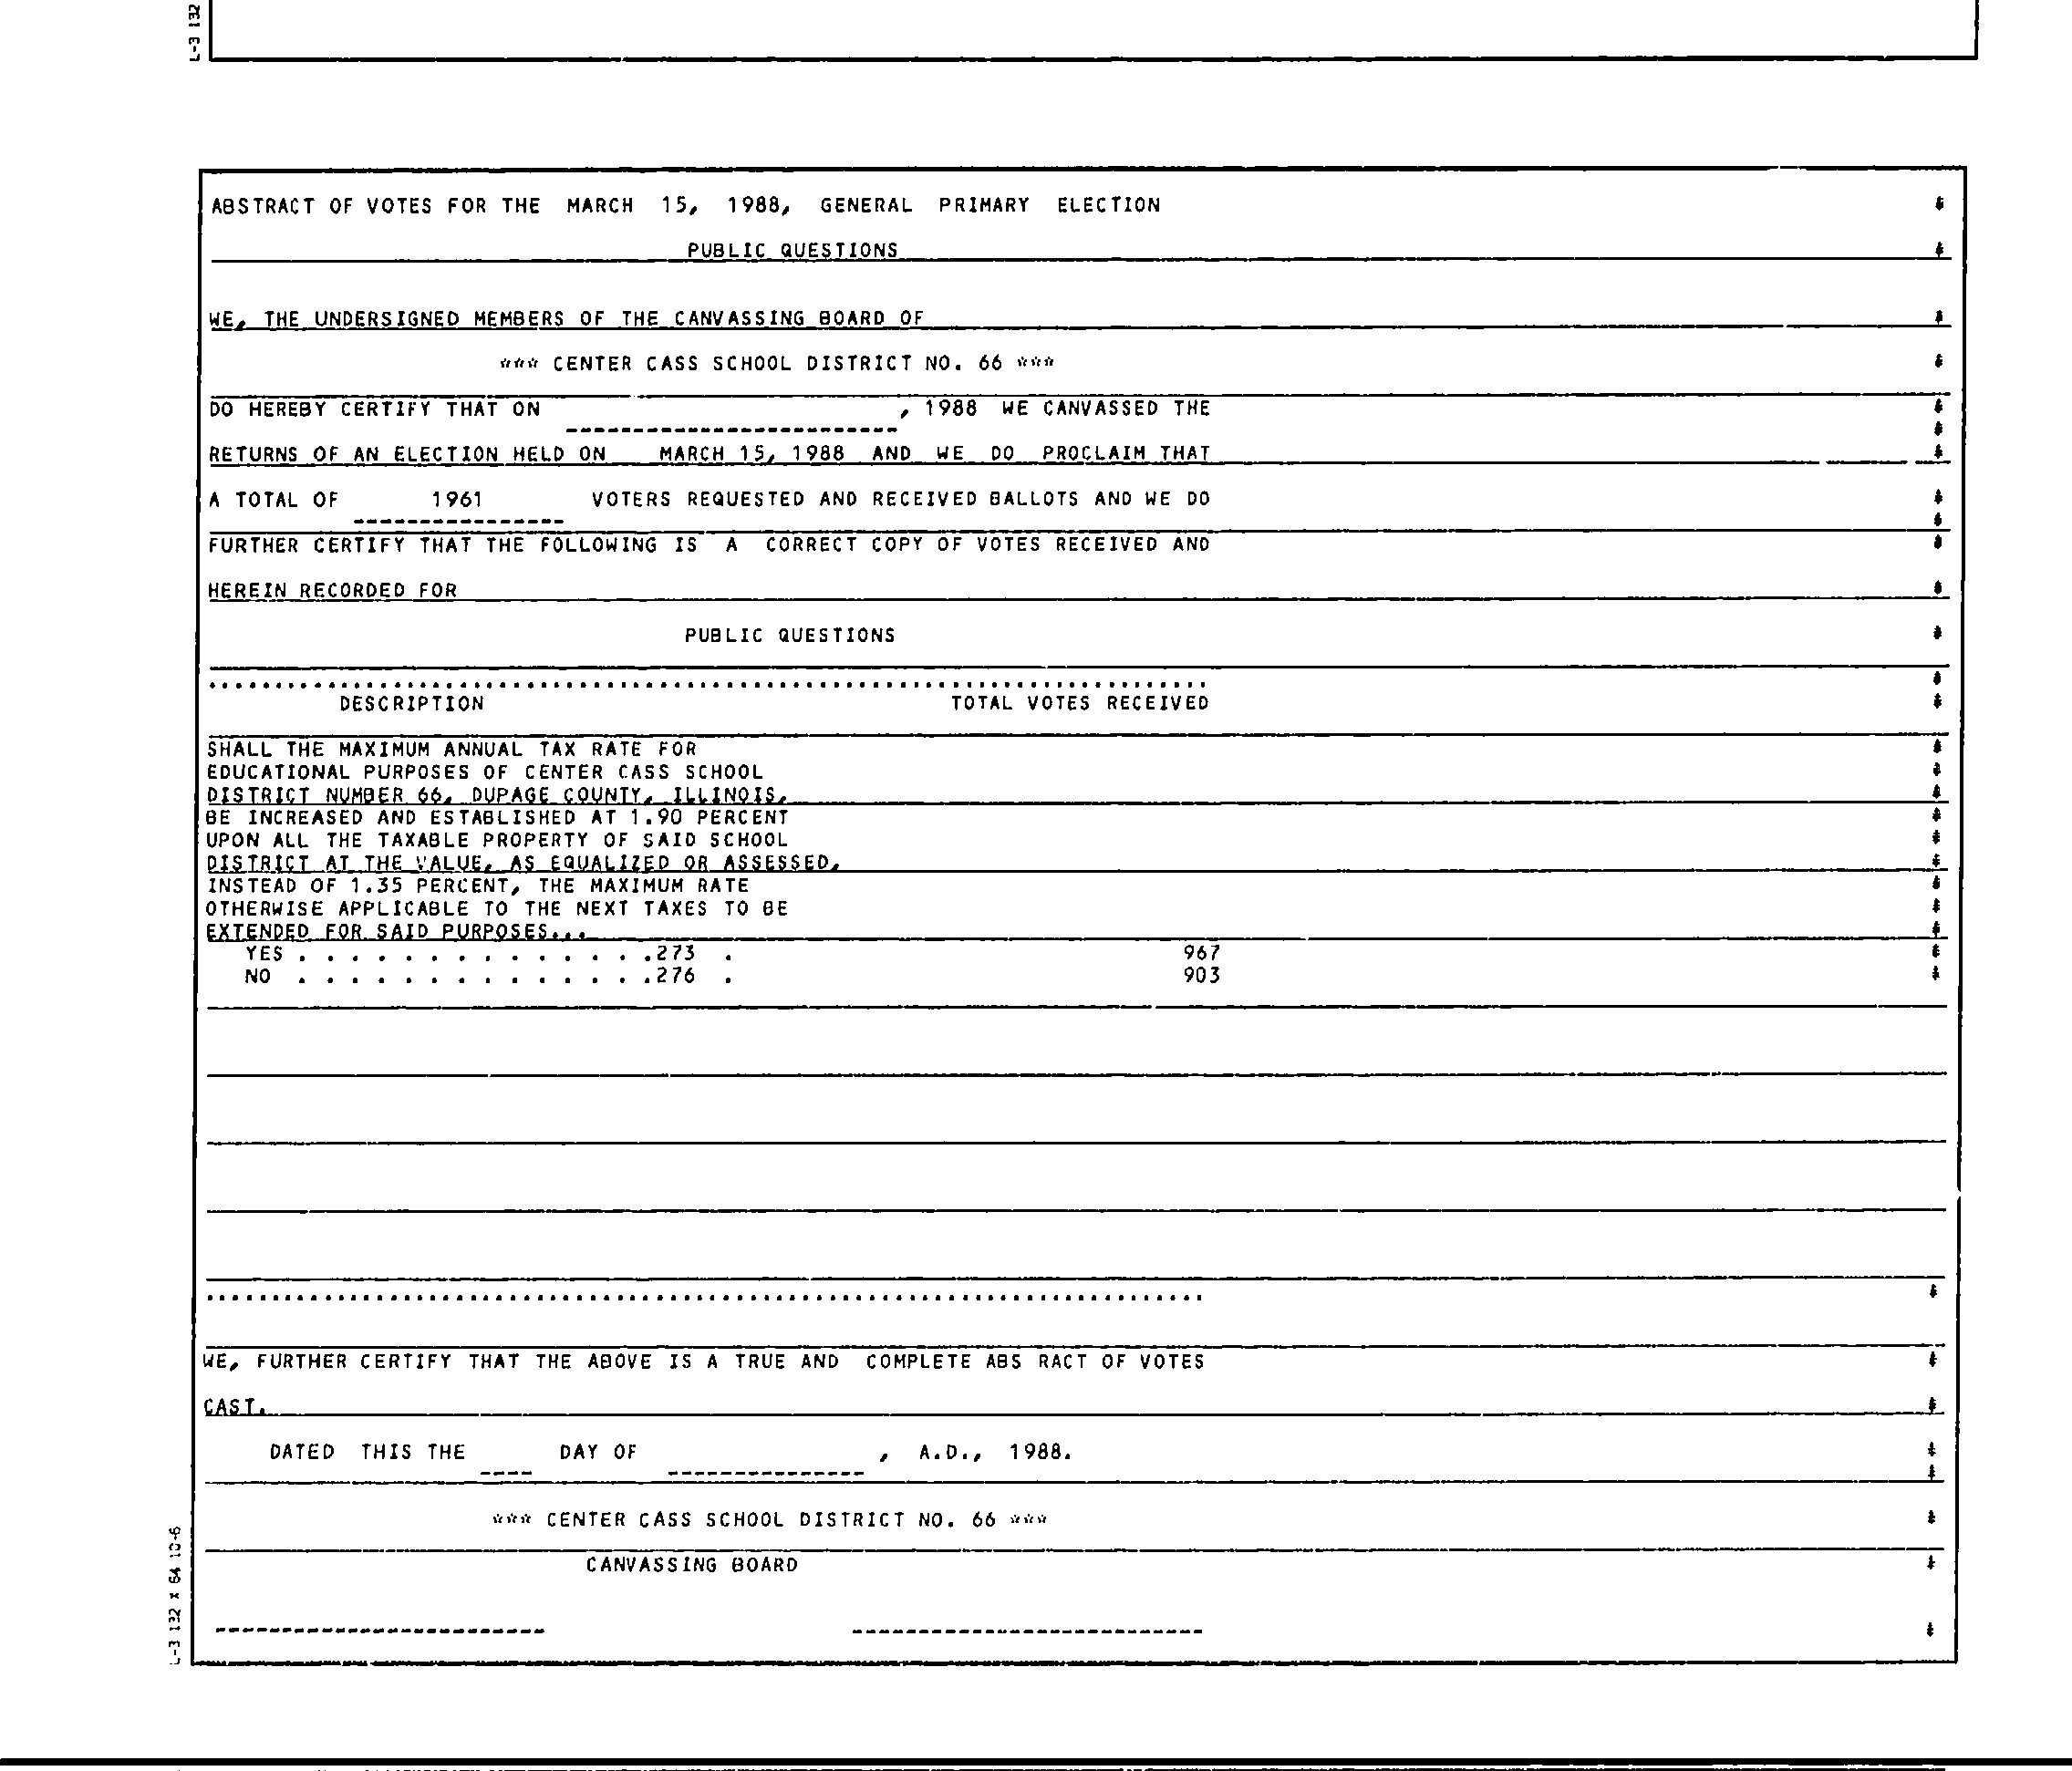 L-3 132
ABSTRACT OF VOTES FOR THE MARCH 15, 1988, GENERAL PRIMARY ELECTION
PUBLIC QUESTIONS
WE, THE UNDERSIGNED MEMBERS OF THE CANVASSING BOARD OF
*** CENTER CASS SCHOOL DISTRICT NO. 66 ***
DO HEREBY CERTIFY THAT ON , 1988 WE CANVASSED THE
RETURNS OF AN ELECTION HELD ON MARCH 15, 1988 AND WE DO PROCLAIM THAT
A TOTAL OF 1961 VOTERS REQUESTED AND RECEIVED BALLOTS AND WE DO
FURTHER CERTIFY THAT THE FOLLOWING IS A CORRECT COPY OF VOTES RECEIVED AND
HEREIN RECORDED FOR
PUBLIC QUESTIONS
DESCRIPTION TOTAL VOTES RECEIVED
SHALL THE MAXIMUM ANNUAL TAX RATE FOR
EDUCATIONAL PURPOSES OF CENTER CASS SCHOOL
DISTRICT NUMBER 66, DUPAGE COUNTY, ILLINOIS,
BE INCREASED AND ESTABLISHED AT 1.90 PERCENT
UPON ALL THE TAXABLE PROPERTY OF SAID SCHOOL
DISTRICT AT THE VALUE, AS EQUALIZED OR ASSESSED,
INSTEAD OF 1.35 PERCENT, THE MAXIMUM RATE
OTHERWISE APPLICABLE TO THE NEXT TAXES TO BE
EXTENDED FOR SAID PURPOSES...
YES . . . . . . . . . . . . . .273 . 967
NO . . . . . . . . . . . . . .276 . 903
WE, FURTHER CERTIFY THAT THE ABOVE IS A TRUE AND COMPLETE ABS RACT OF VOTES
CAST.
DATED THIS THE ---- DAY OF --------------- , A.D., 1988.
*** CENTER CASS SCHOOL DISTRICT NO. 66 ***
CANVASSING BOARD
L-3 132 X 64 10-6